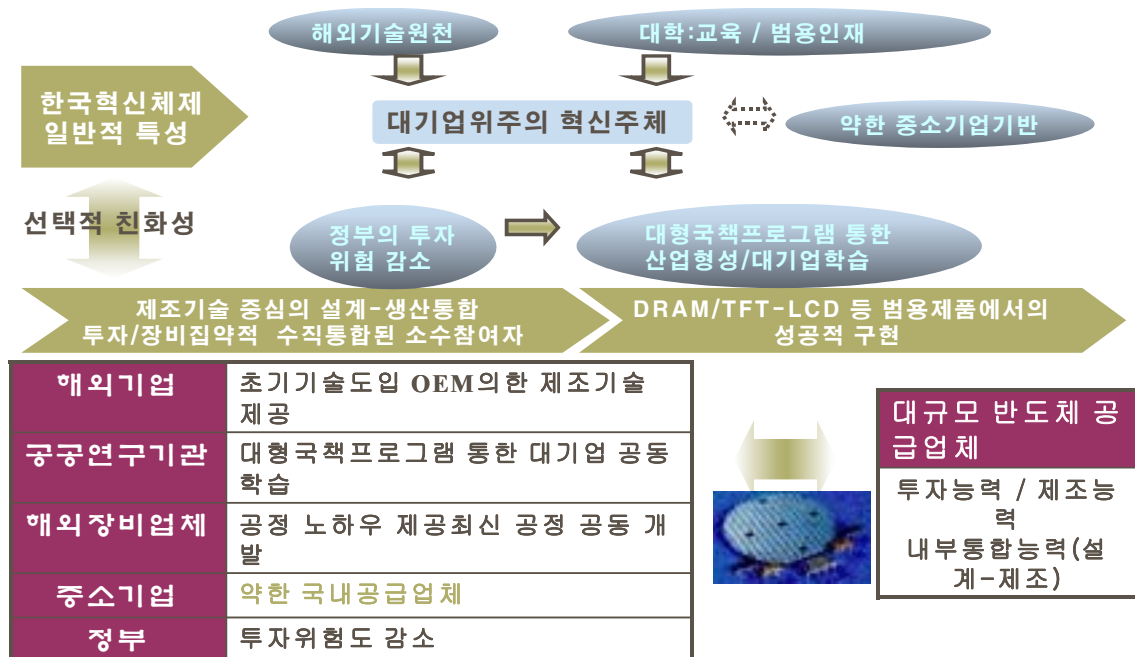 해외기술원천
대학:교육 / 범용인재
한국혁신체제
일반적 특성
대기업위주의 혁신주체
약한 중소기업기반
선택적 친화성
정부의 투자
위험 감소
대형국책프로그램 통한
산업형성/대기업학습
제조기술 중심의 설계-생산통합
투자/장비집약적 수직통합된 소수참여자
DRAM/TFT-LCD 등 범용제품에서의
성공적 구현
해외기업
초기기술도입 OEM의한 제조기술
제공
공공연구기관
대형국책프로그램 통한 대기업 공동
학습
해외장비업체
공정 노하우 제공최신 공정 공동 개
발
중소기업
약한 국내공급업체
정부
투자위험도 감소
대규모 반도체 공
급업체
투자능력 / 제조능
력
내부통합능력(설
계-제조)